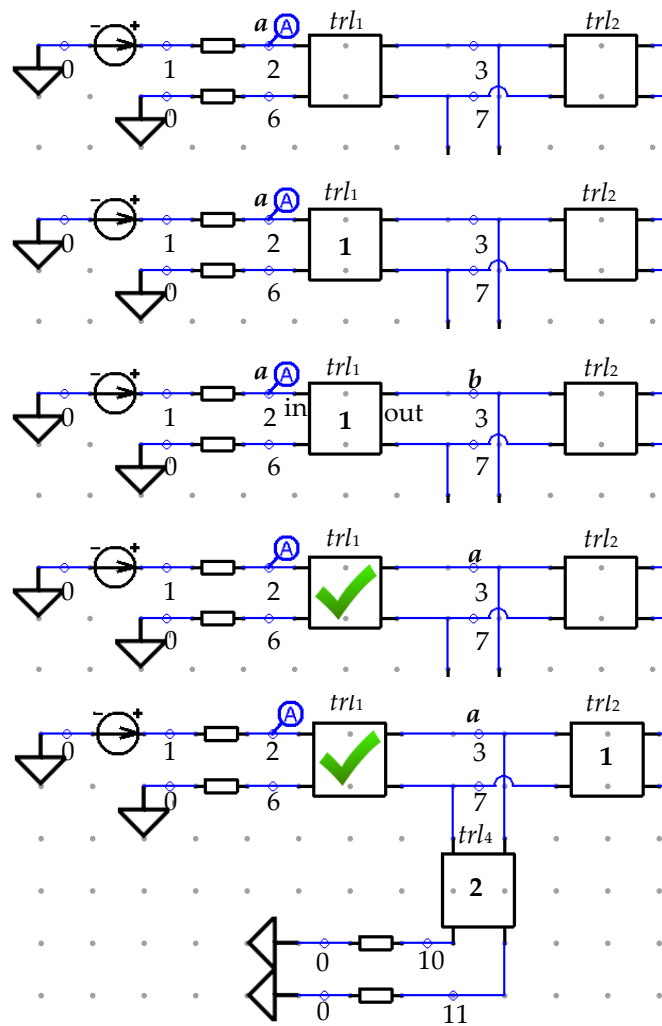 a A trl1 trl2
- + 0 1 2 3
0 6 7
a A trl1 trl2
- + 0 1 2 1 3
0 6 7
a A trl1 b trl2
- + 0 1 2 in 1 out 3
0 6 7
A trl1 a trl2
- + 0 1 2 3
0 6 7
A trl1 a trl2
- + 0 1 2 3 1
0 6 7
trl4
2
0 10
0 11